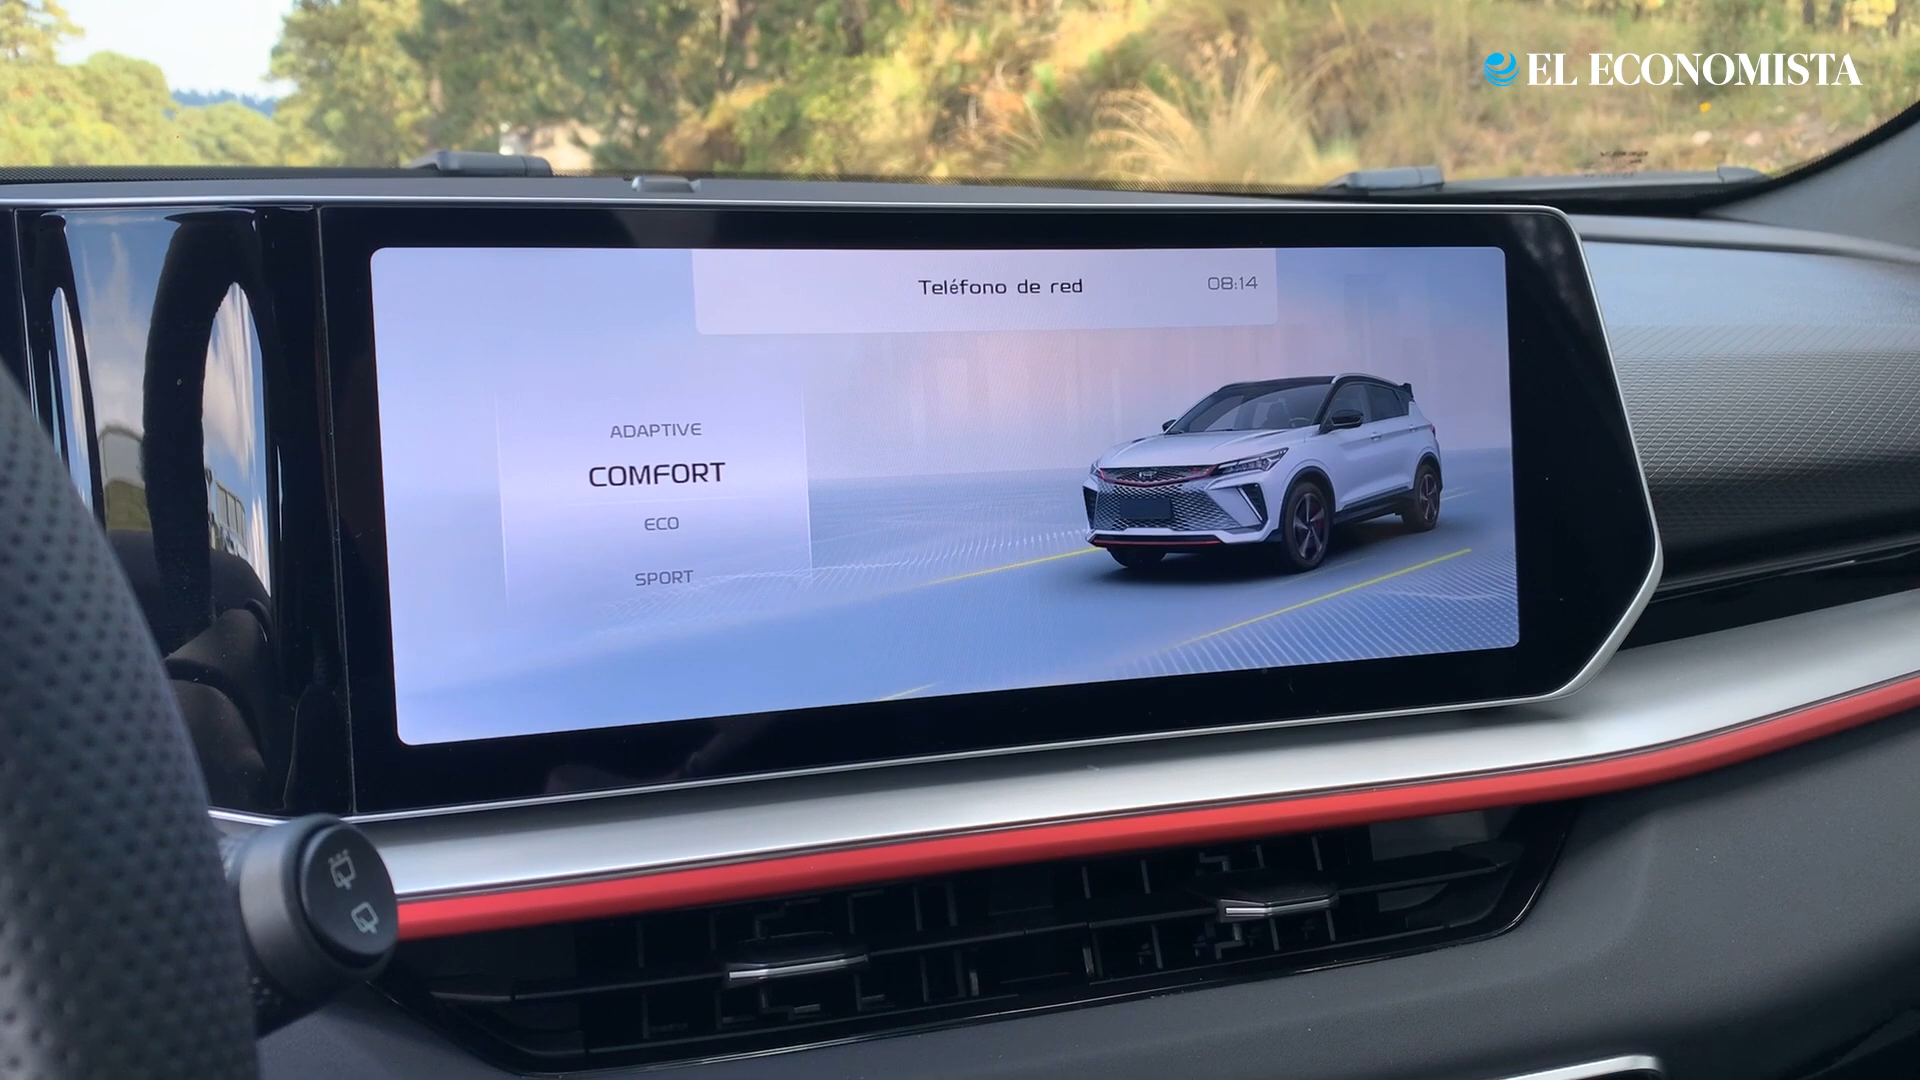 EL ECONOMISTA
Teléfono de red
08:14
ADAPTIVE
COMFORT
ECO
SPORT